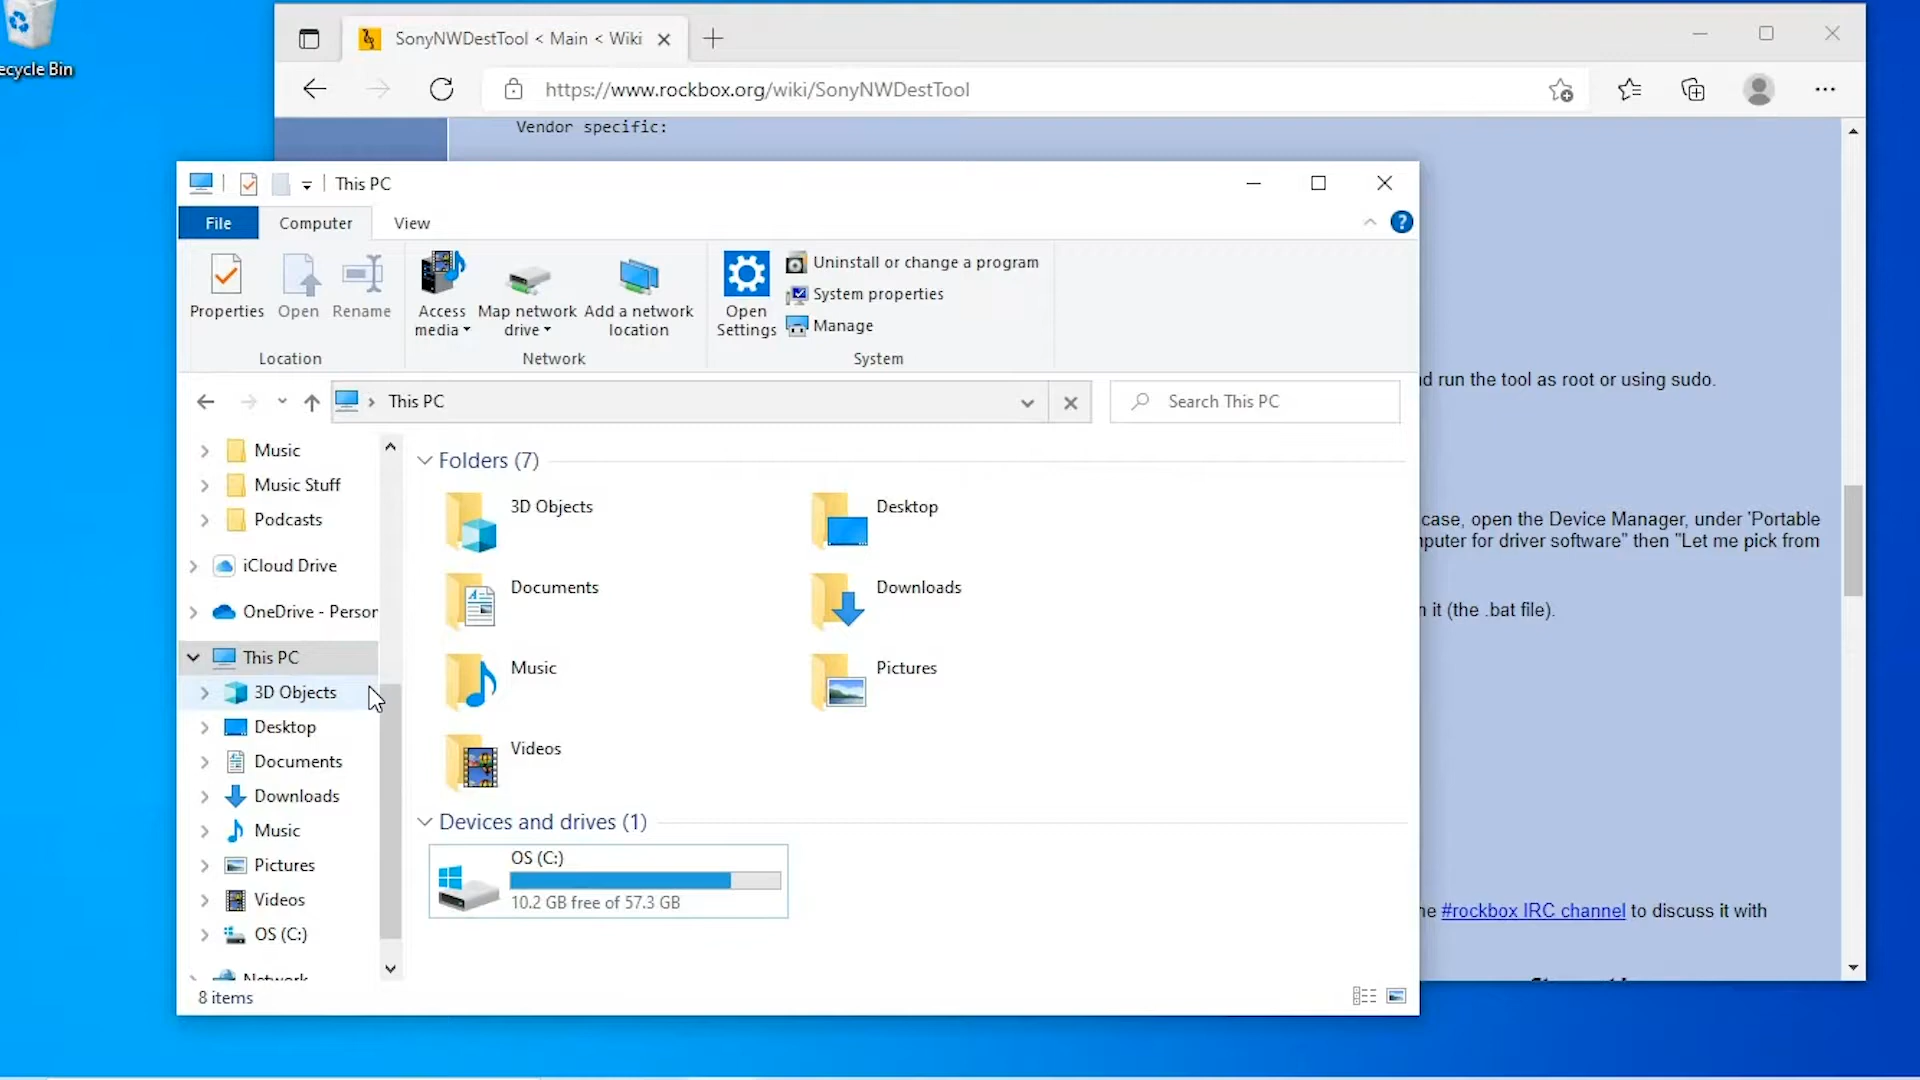 ecycle Bin
SonyNWDestTool < Main < Wiki
https://www.rockbox.org/wiki/SonyNWDestTool
Vendor specific:
This PC
File
Computer
View
Properties
Open
Rename
Access media
Map network drive
Add a network location
Open Settings
Uninstall or change a program
System properties
Manage
Location
Network
System
This PC
Search This PC
Music
Music Stuff
Podcasts
iCloud Drive
OneDrive - Person
This PC
3D Objects
Desktop
Documents
Downloads
Music
Pictures
Videos
OS (C:)
Network
Folders (7)
3D Objects
Desktop
Documents
Downloads
Music
Pictures
Videos
Devices and drives (1)
OS (C:)
10.2 GB free of 57.3 GB
8 items
d run the tool as root or using sudo.
case, open the Device Manager, under 'Portable
puter for driver software" then "Let me pick from
it (the .bat file).
#rockbox IRC channel to discuss it with